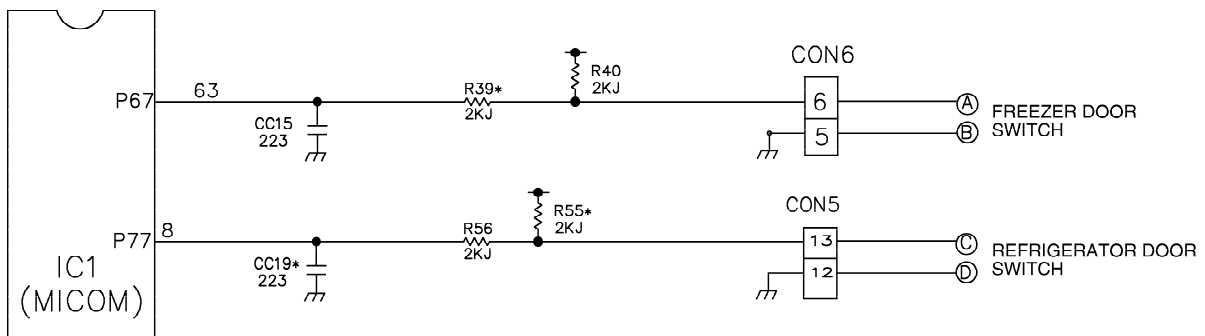 CON6
R40
2KJ
P67
63
R39*
2KJ
6
A
FREEZER DOOR
SWITCH
CC15
223
5
B
R55*
2KJ
CON5
P77
8
R56
2KJ
13
C
REFRIGERATOR DOOR
SWITCH
CC19*
223
12
D
IC1
(MICOM)